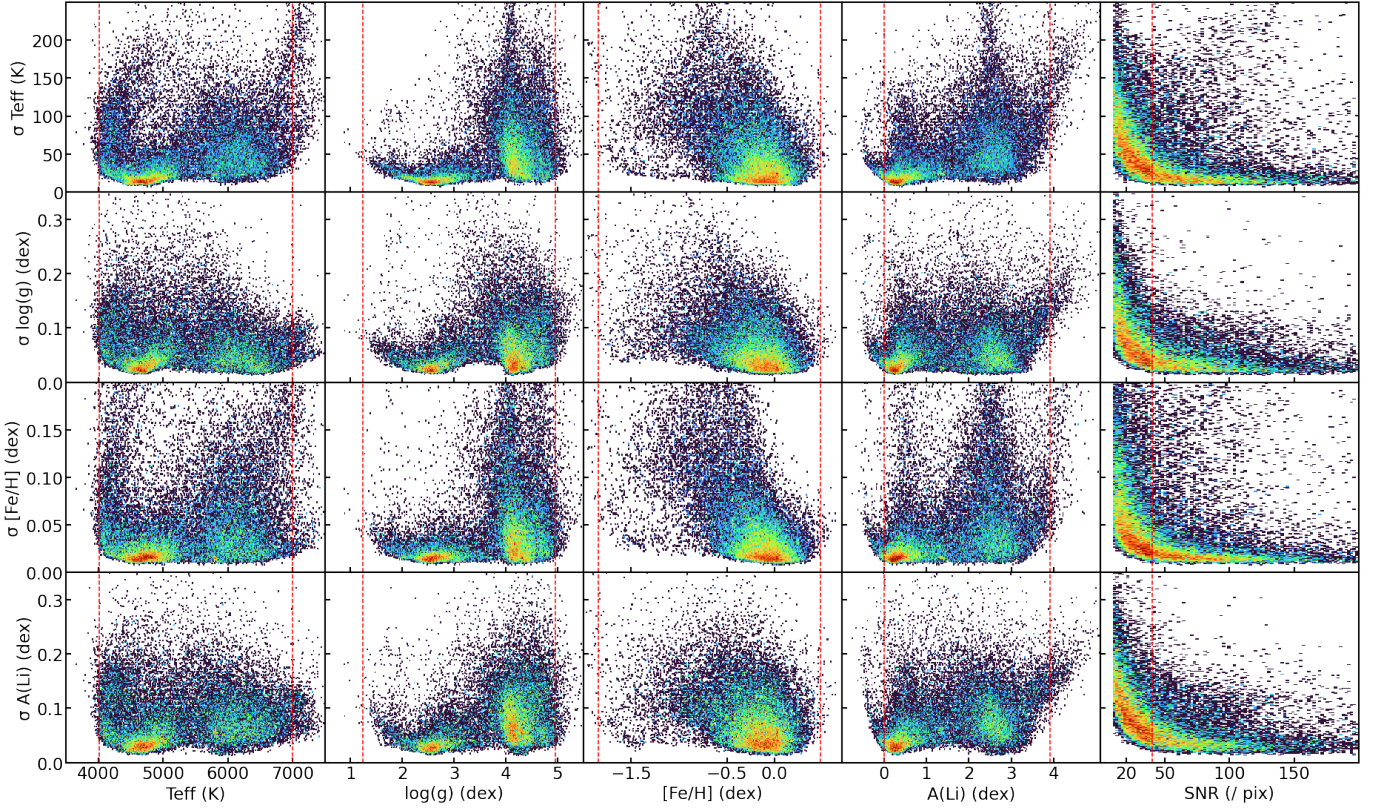 σ Teff (K)
250
200
150
100
50
0
σ log(g) (dex)
0.3
0.2
0.1
0.0
σ [Fe/H] (dex)
0.15
0.10
0.05
0.00
σ A(Li) (dex)
0.3
0.2
0.1
0.0
4000 5000 6000 7000
1 2 3 4 5
−1.5 −0.5 0.0
0 1 2 3 4
20 50 100 150
Teff (K)
log(g) (dex)
[Fe/H] (dex)
A(Li) (dex)
SNR (/ pix)